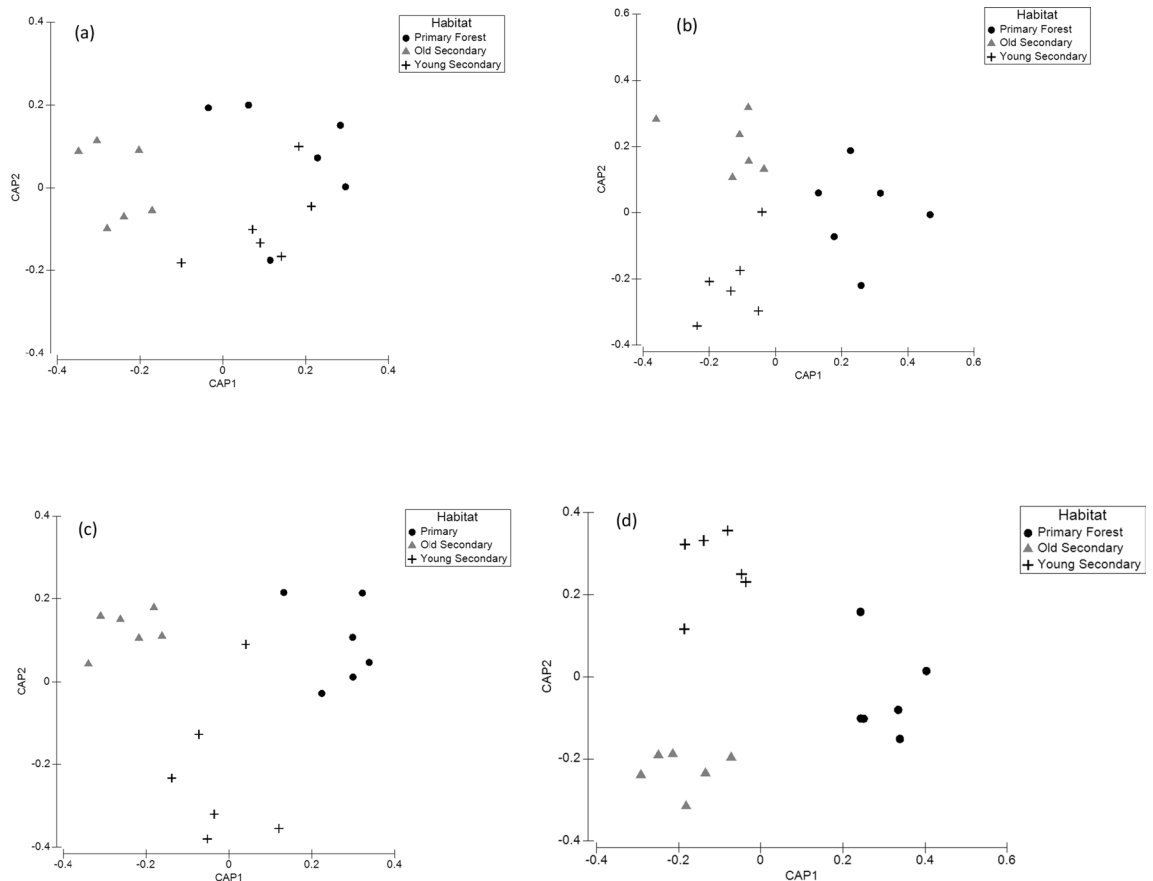 (a)
Habitat
Primary Forest
Old Secondary
Young Secondary
0.4
0.2
0
-0.2
-0.4
CAP2
-0.4 -0.2 0 0.2 0.4
CAP1
(b)
Habitat
Primary Forest
Old Secondary
Young Secondary
0.6
0.4
0.2
0
-0.2
-0.4
CAP2
-0.4 -0.2 0 0.2 0.4 0.6
CAP1
(c)
Habitat
Primary
Old Secondary
Young Secondary
0.4
0.2
0
-0.2
-0.4
CAP2
-0.4 -0.2 0 0.2 0.4
CAP1
(d)
Habitat
Primary Forest
Old Secondary
Young Secondary
0.4
0.2
0
-0.2
-0.4
CAP2
-0.4 -0.2 0 0.2 0.4 0.6
CAP1